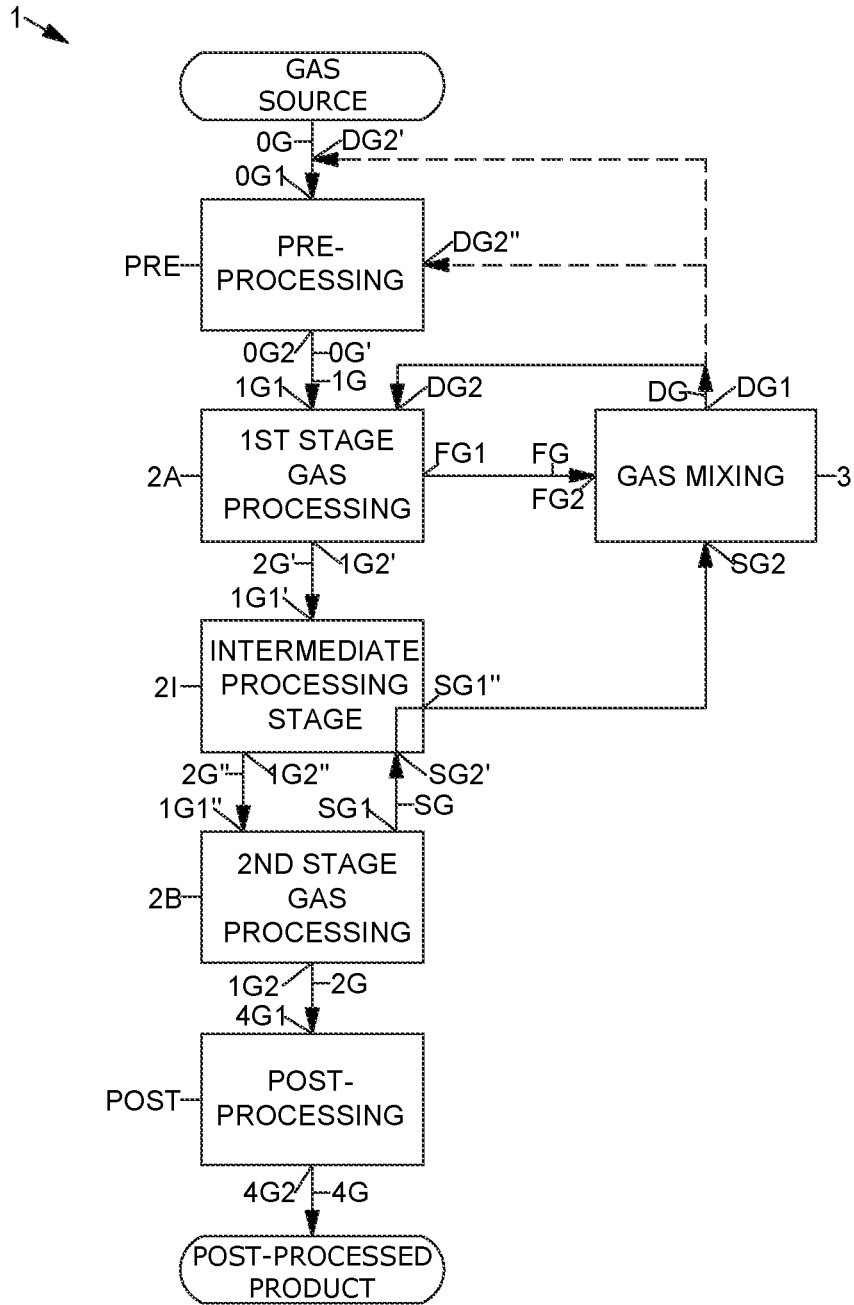 1
GAS
SOURCE
0G
DG2'
0G1
PRE-
PROCESSING
PRE
DG2"
0G2
0G'
1G
1G1
DG2
DG
DG1
1ST STAGE
GAS
PROCESSING
2A
FG1
FG
FG2
GAS MIXING
3
2G'
1G2'
SG2
1G1'
INTERMEDIATE
PROCESSING
STAGE
2I
SG1"
2G"
1G2"
SG2'
1G1"
SG1
SG
2ND STAGE
GAS
PROCESSING
2B
1G2
2G
4G1
POST-
PROCESSING
POST
4G2
4G
POST-PROCESSED
PRODUCT